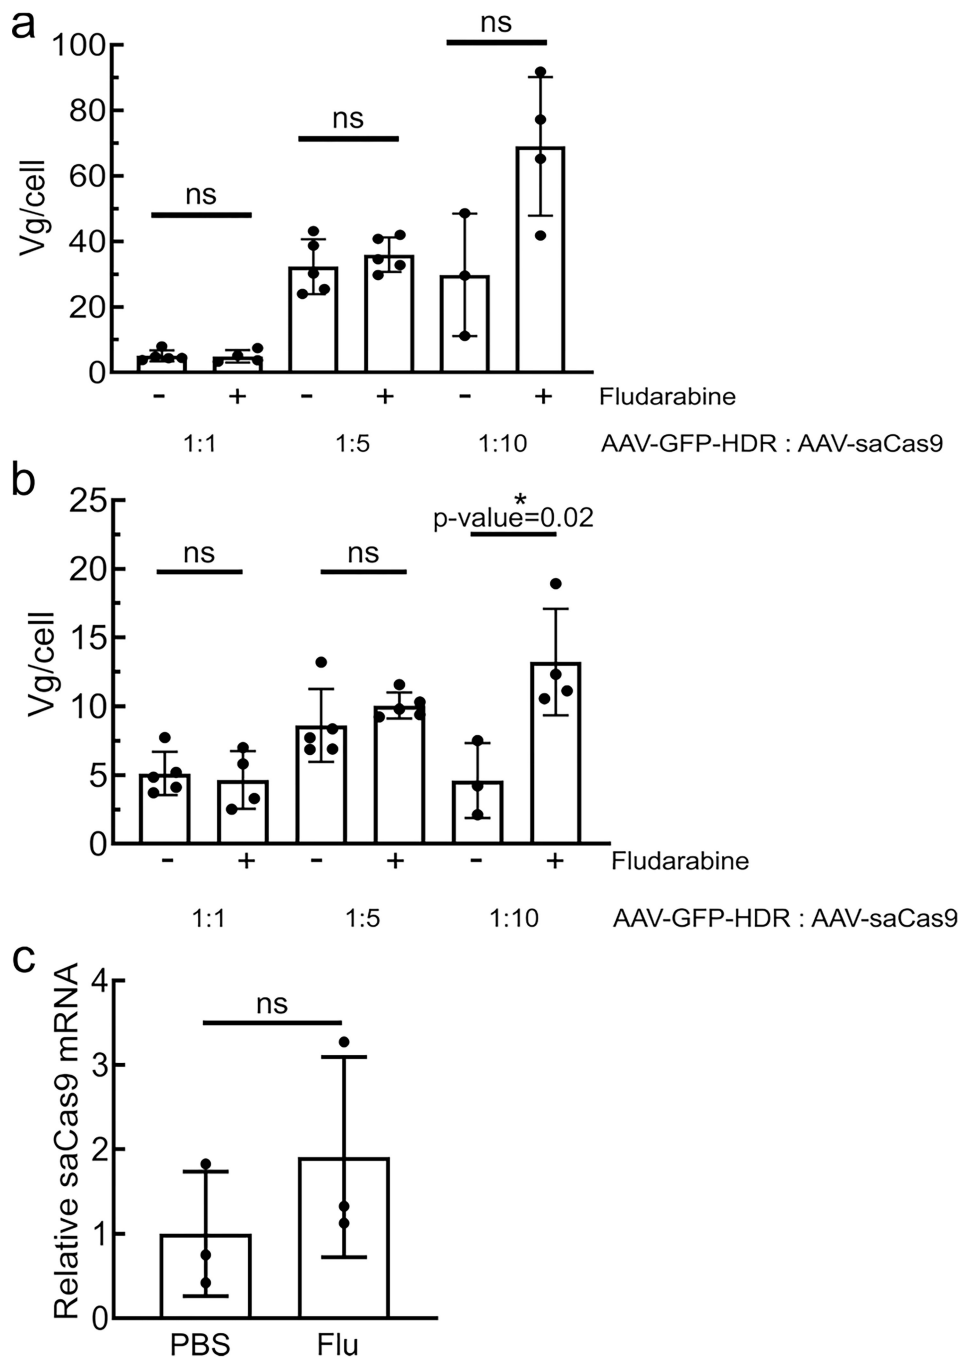 a
ns
ns
ns
Vg/cell
100
80
60
40
20
0
- + - + - + Fludarabine
1:1 1:5 1:10 AAV-GFP-HDR : AAV-saCas9
b
*
p-value=0.02
ns
ns
Vg/cell
25
20
15
10
5
0
- + - + - + Fludarabine
1:1 1:5 1:10 AAV-GFP-HDR : AAV-saCas9
c
ns
Relative saCas9 mRNA
4
3
2
1
0
PBS Flu